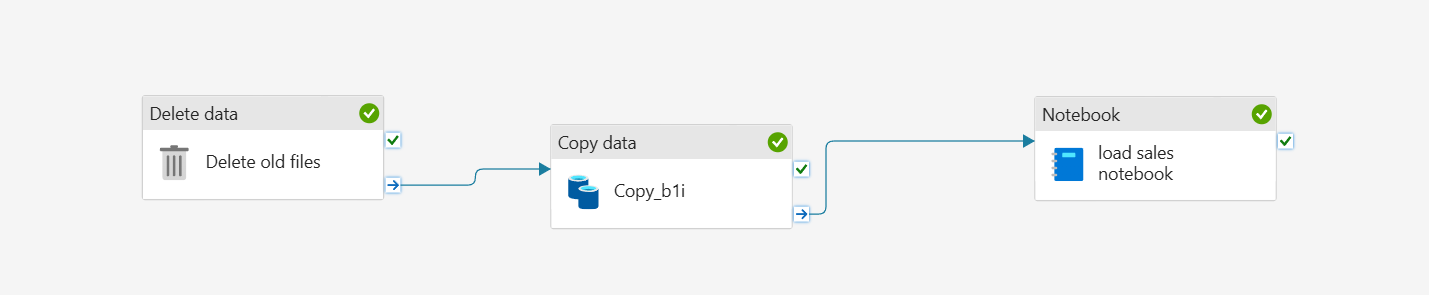 Delete data
Delete old files
Copy data
Copy_b1i
Notebook
load sales
notebook